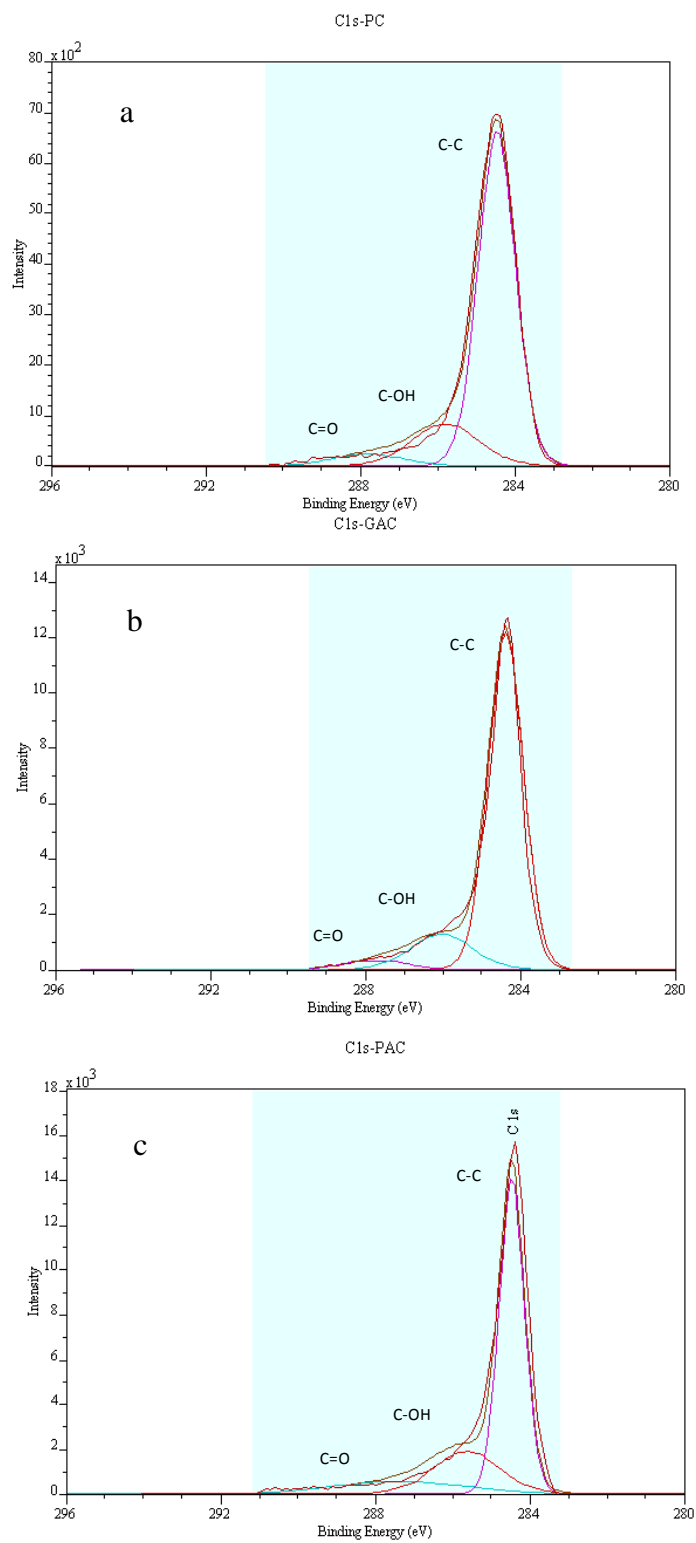 C1s-PC
80 x 10²
a
C-C
70
60
50
Intensity
40
30
20
C-OH
10
C=O
0
296 292 288 284 280
Binding Energy (eV)
C1s-GAC
x 10³
14
b
C-C
12
10
8
Intensity
6
4
C-OH
2
C=O
0
296 292 288 284 280
Binding Energy (eV)
C1s-PAC
18 x 10³
C 1s
16
c
C-C
14
12
10
Intensity
8
6
4
C-OH
2
C=O
0
296 292 288 284 280
Binding Energy (eV)